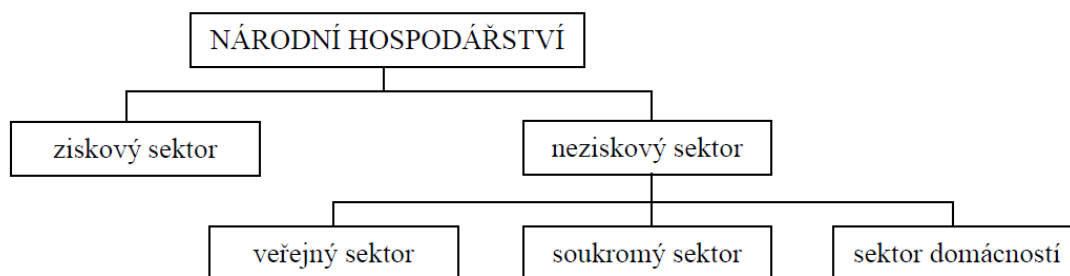 NÁRODNÍ HOSPODÁŘSTVÍ
ziskový sektor
neziskový sektor
veřejný sektor
soukromý sektor
sektor domácností